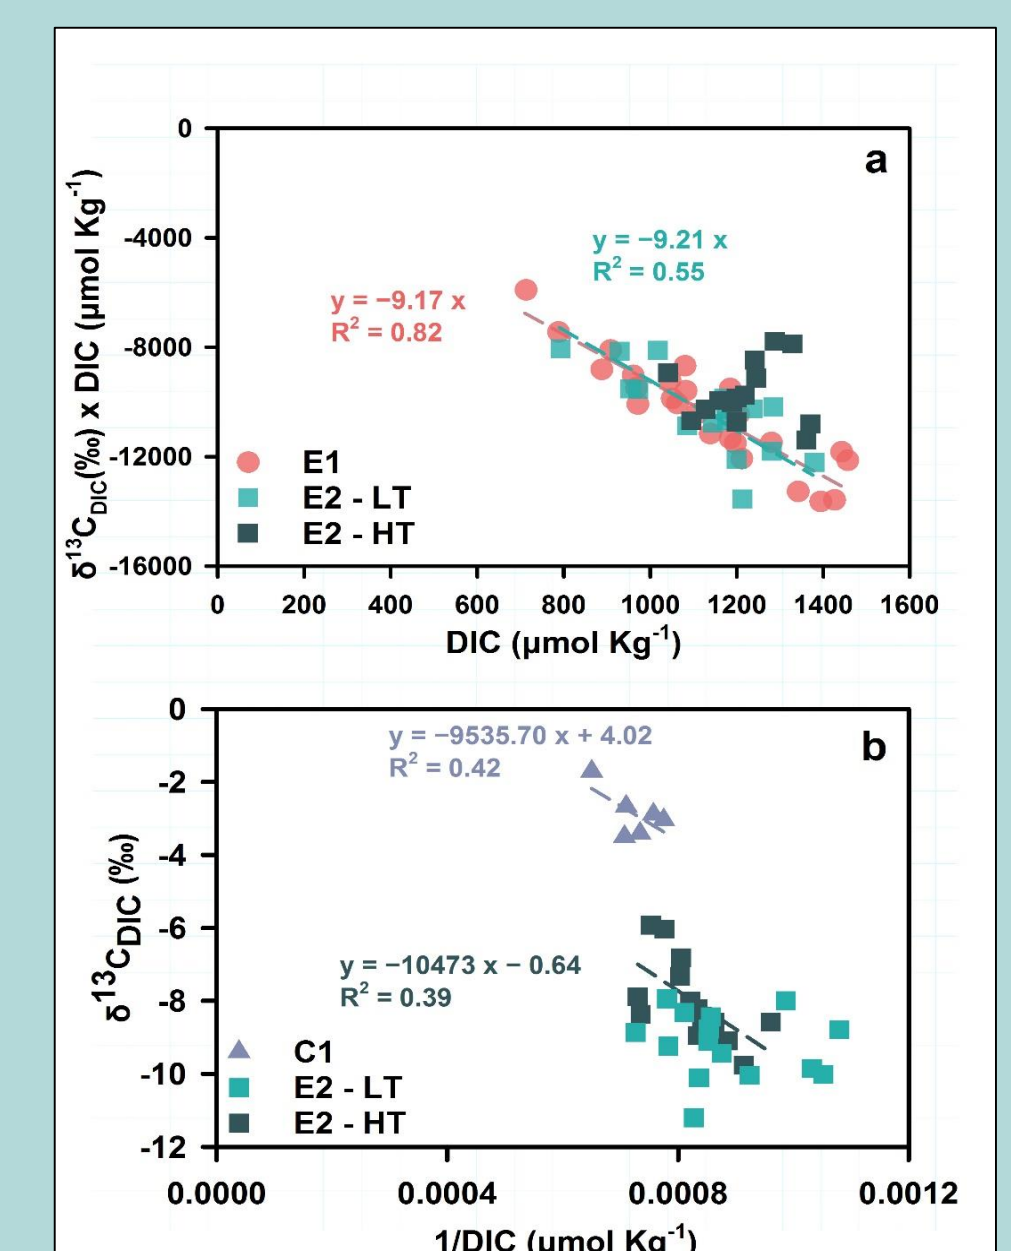 a
0
-4000
-8000
-12000
-16000
δ¹³C_DIC(‰) x DIC (µmol Kg⁻¹)
y = −9.21 x
R² = 0.55
y = −9.17 x
R² = 0.82
E1
E2 - LT
E2 - HT
0 200 400 600 800 1000 1200 1400 1600
DIC (µmol Kg⁻¹)
b
0
-2
-4
-6
-8
-10
-12
δ¹³C_DIC (‰)
y = −9535.70 x + 4.02
R² = 0.42
y = −10473 x − 0.64
R² = 0.39
C1
E2 - LT
E2 - HT
0.0000 0.0004 0.0008 0.0012
1/DIC (µmol Kg⁻¹)